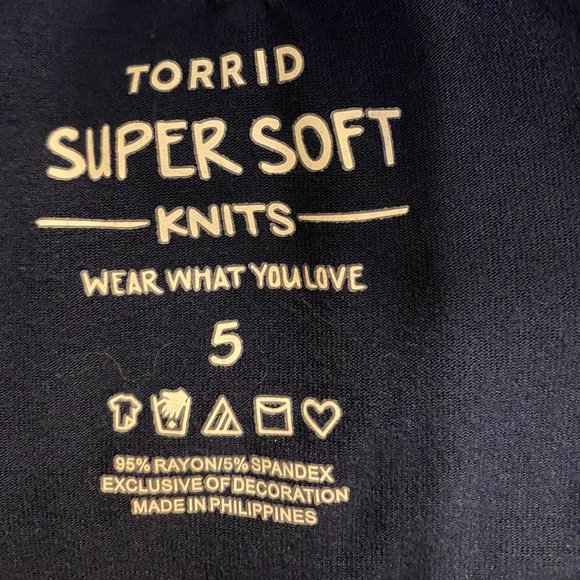 TORRID
SUPER SOFT
KNITS
WEAR WHAT YOU LOVE
5
95% RAYON/5% SPANDEX
EXCLUSIVE OF DECORATION
MADE IN PHILIPPINES